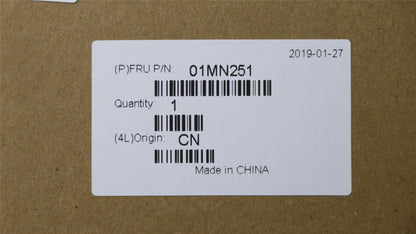 2019-01-27
(P)FRU P/N: 01MN251
Quantity: 1
(4L)Origin: CN
Made in CHINA